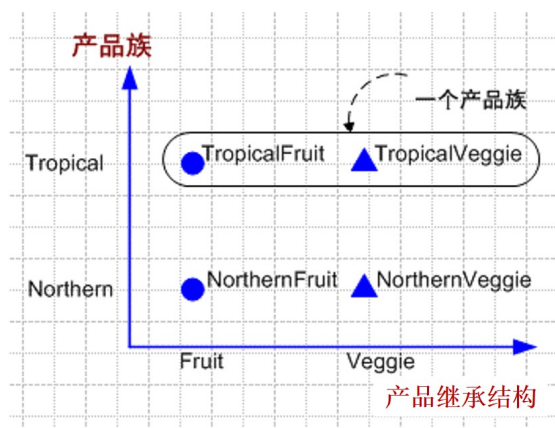 产品族
一个产品族
Tropical
TropicalFruit
TropicalVeggie
Northern
NorthernFruit
NorthernVeggie
Fruit
Veggie
产品继承结构